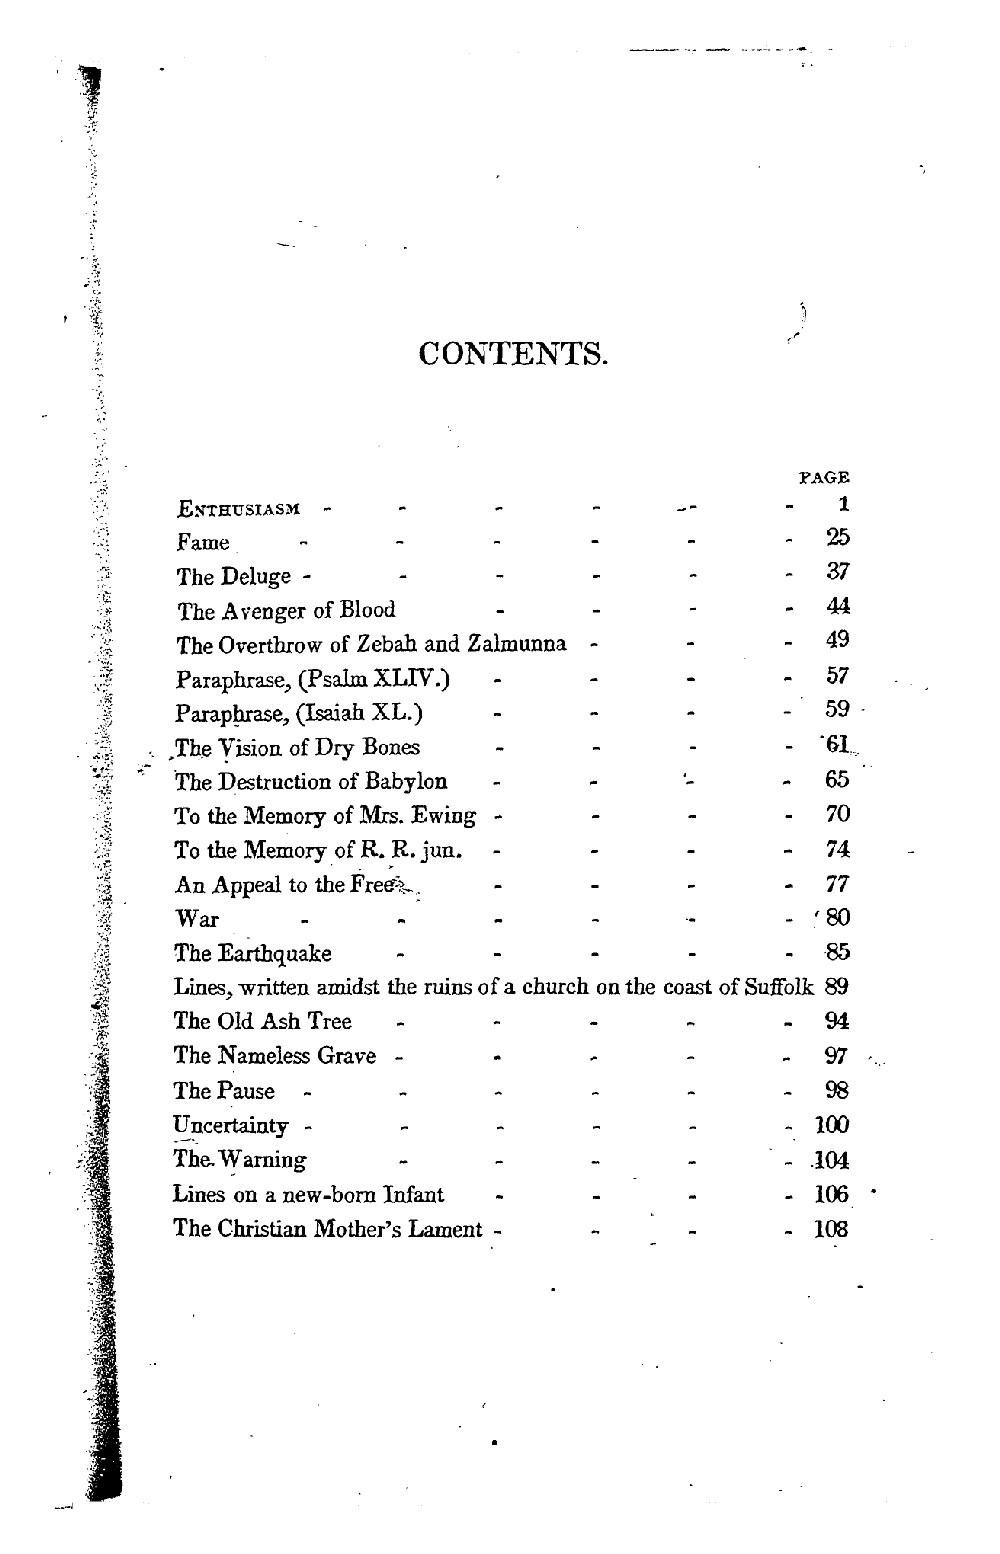 CONTENTS.
PAGE
ENTHUSIASM - - - - - - 1
Fame - - - - - - 25
The Deluge - - - - - - 37
The Avenger of Blood - - - - 44
The Overthrow of Zebah and Zalmunna - - - 49
Paraphrase, (Psalm XLIV.) - - - - 57
Paraphrase, (Isaiah XL.) - - - - 59
The Vision of Dry Bones - - - - 61
The Destruction of Babylon - - - - 65
To the Memory of Mrs. Ewing - - - - 70
To the Memory of R. R. jun. - - - - 74
An Appeal to the Free - - - - 77
War - - - - - - 80
The Earthquake - - - - - 85
Lines, written amidst the ruins of a church on the coast of Suffolk 89
The Old Ash Tree - - - - - 94
The Nameless Grave - - - - - 97
The Pause - - - - - - 98
Uncertainty - - - - - - 100
The Warning - - - - - 104
Lines on a new-born Infant - - - - 106
The Christian Mother's Lament - - - - 108